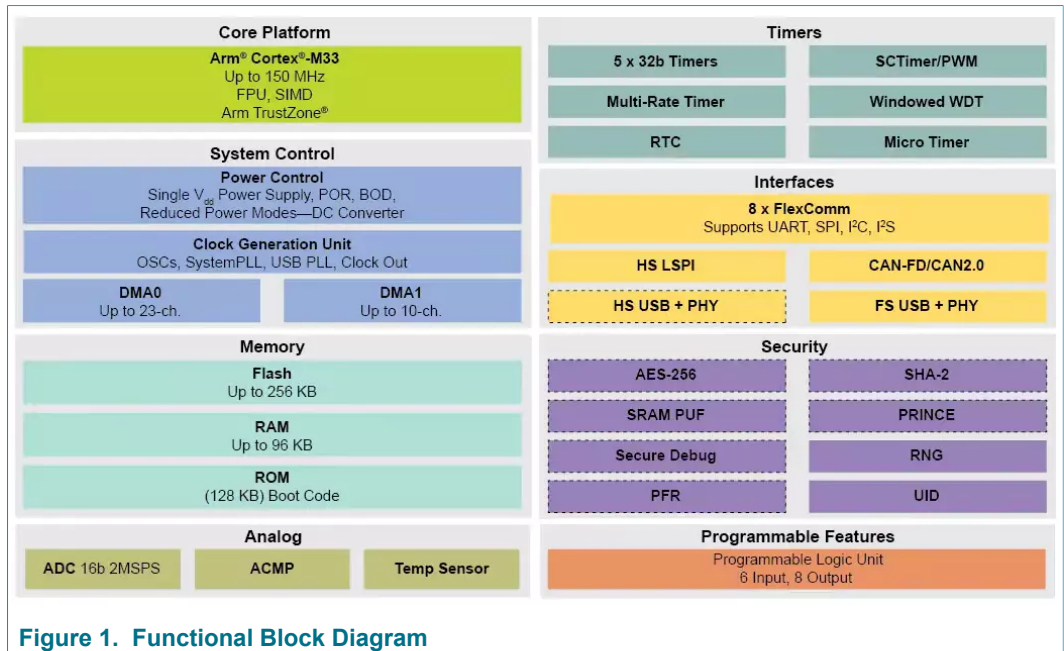 Core Platform
Arm® Cortex®-M33
Up to 150 MHz
FPU, SIMD
Arm TrustZone®
System Control
Power Control
Single Vdd Power Supply, POR, BOD,
Reduced Power Modes—DC Converter
Clock Generation Unit
OSCs, SystemPLL, USB PLL, Clock Out
DMA0
Up to 23-ch.
DMA1
Up to 10-ch.
Memory
Flash
Up to 256 KB
RAM
Up to 96 KB
ROM
(128 KB) Boot Code
Analog
ADC 16b 2MSPS
ACMP
Temp Sensor
Timers
5 x 32b Timers
SCTimer/PWM
Multi-Rate Timer
Windowed WDT
RTC
Micro Timer
Interfaces
8 x FlexComm
Supports UART, SPI, I²C, I²S
HS LSPI
CAN-FD/CAN2.0
HS USB + PHY
FS USB + PHY
Security
AES-256
SHA-2
SRAM PUF
PRINCE
Secure Debug
RNG
PFR
UID
Programmable Features
Programmable Logic Unit
6 Input, 8 Output
Figure 1. Functional Block Diagram